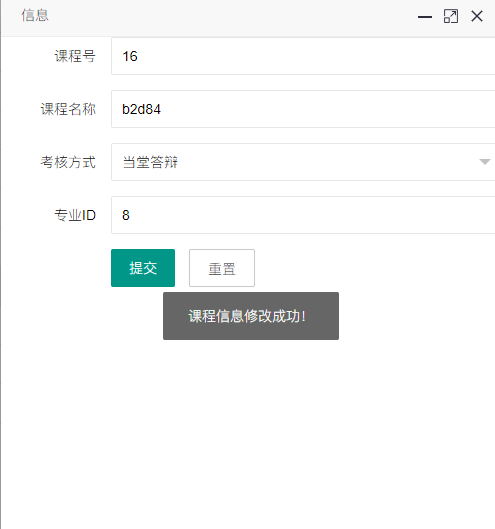 信息
课程号 16
课程名称 b2d84
考核方式 当堂答辩
专业ID 8
提交 重置
课程信息修改成功!